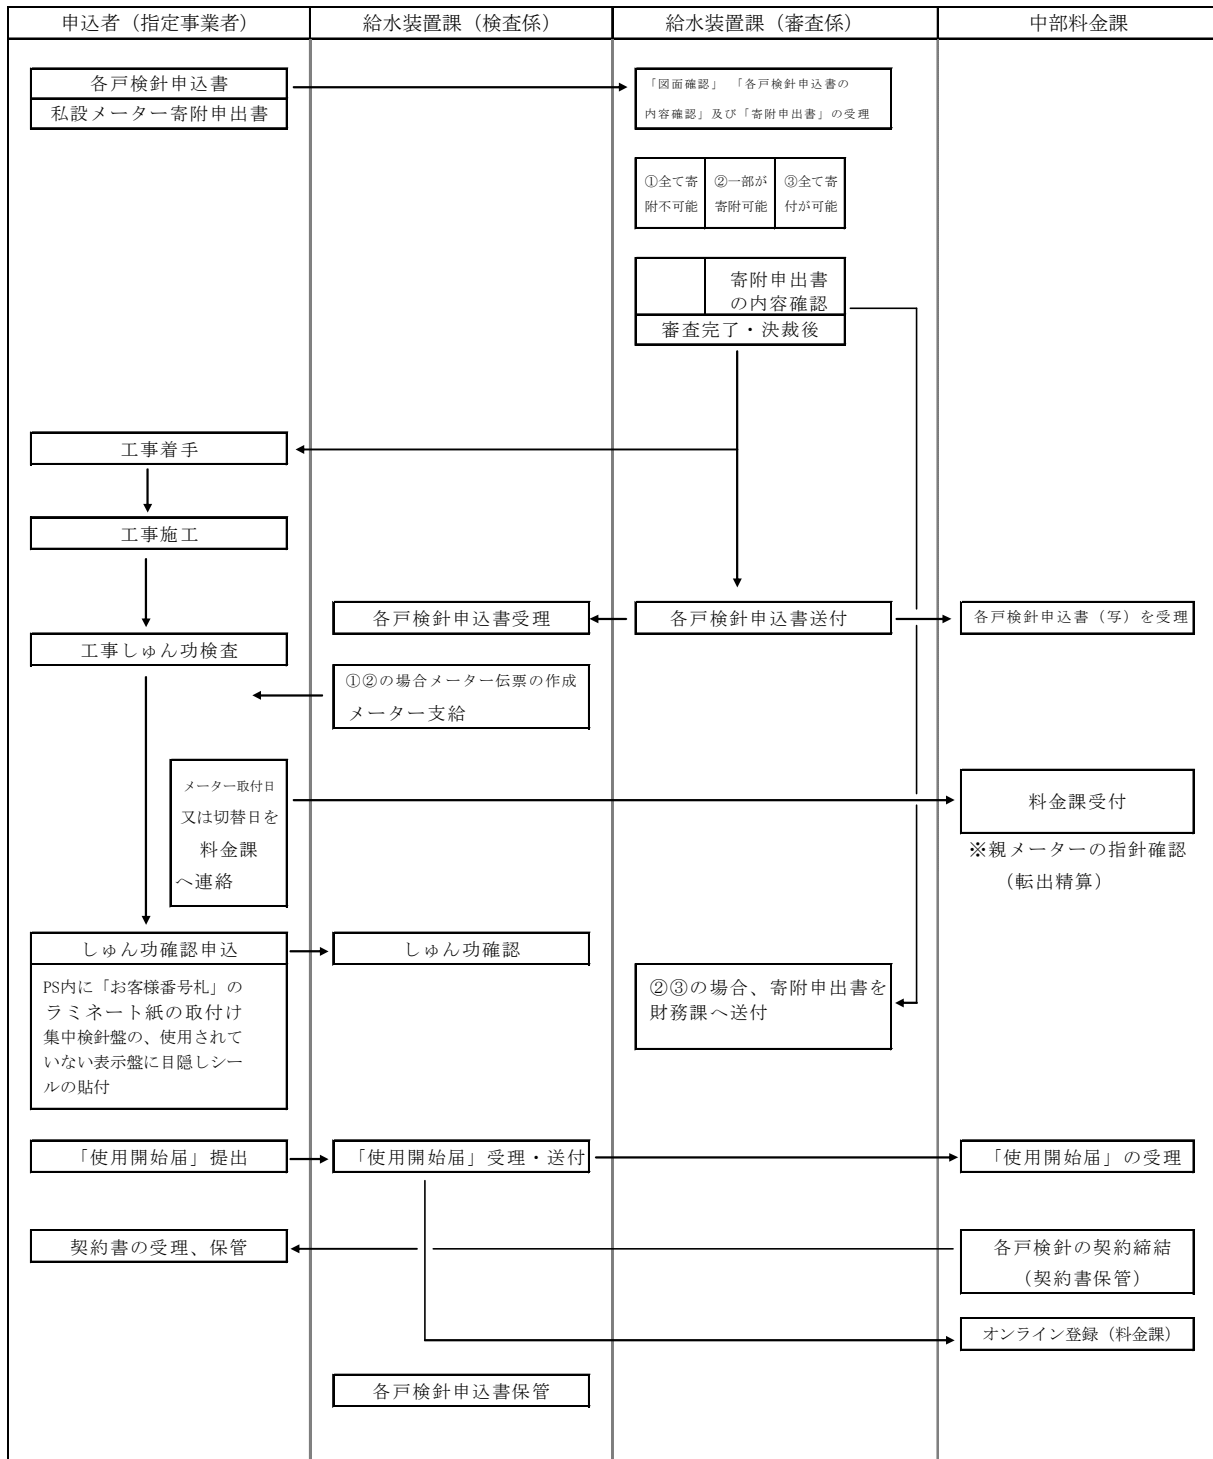 申込者（指定事業者）
給水装置課（検査係）
給水装置課（審査係）
中部料金課
各戸検針申込書
私設メーター寄附申出書
「図面確認」　「各戸検針申込書の
内容確認」及び「寄附申出書」の受理
①全て寄
附不可能
②一部が
寄附可能
③全て寄
付が可能
寄附申出書
の内容確認
審査完了・決裁後
工事着手
工事施工
各戸検針申込書受理
各戸検針申込書送付
各戸検針申込書（写）を受理
工事しゅん功検査
①②の場合メーター伝票の作成
メーター支給
メーター取付日
又は切替日を
料金課
へ連絡
料金課受付
※親メーターの指針確認
（転出精算）
しゅん功確認申込
しゅん功確認
PS内に「お客様番号札」の
ラミネート紙の取付け
集中検針盤の、使用されて
いない表示盤に目隠しシー
ルの貼付
②③の場合、寄附申出書を
財務課へ送付
「使用開始届」提出
「使用開始届」受理・送付
「使用開始届」の受理
契約書の受理、保管
各戸検針の契約締結
（契約書保管）
オンライン登録（料金課）
各戸検針申込書保管